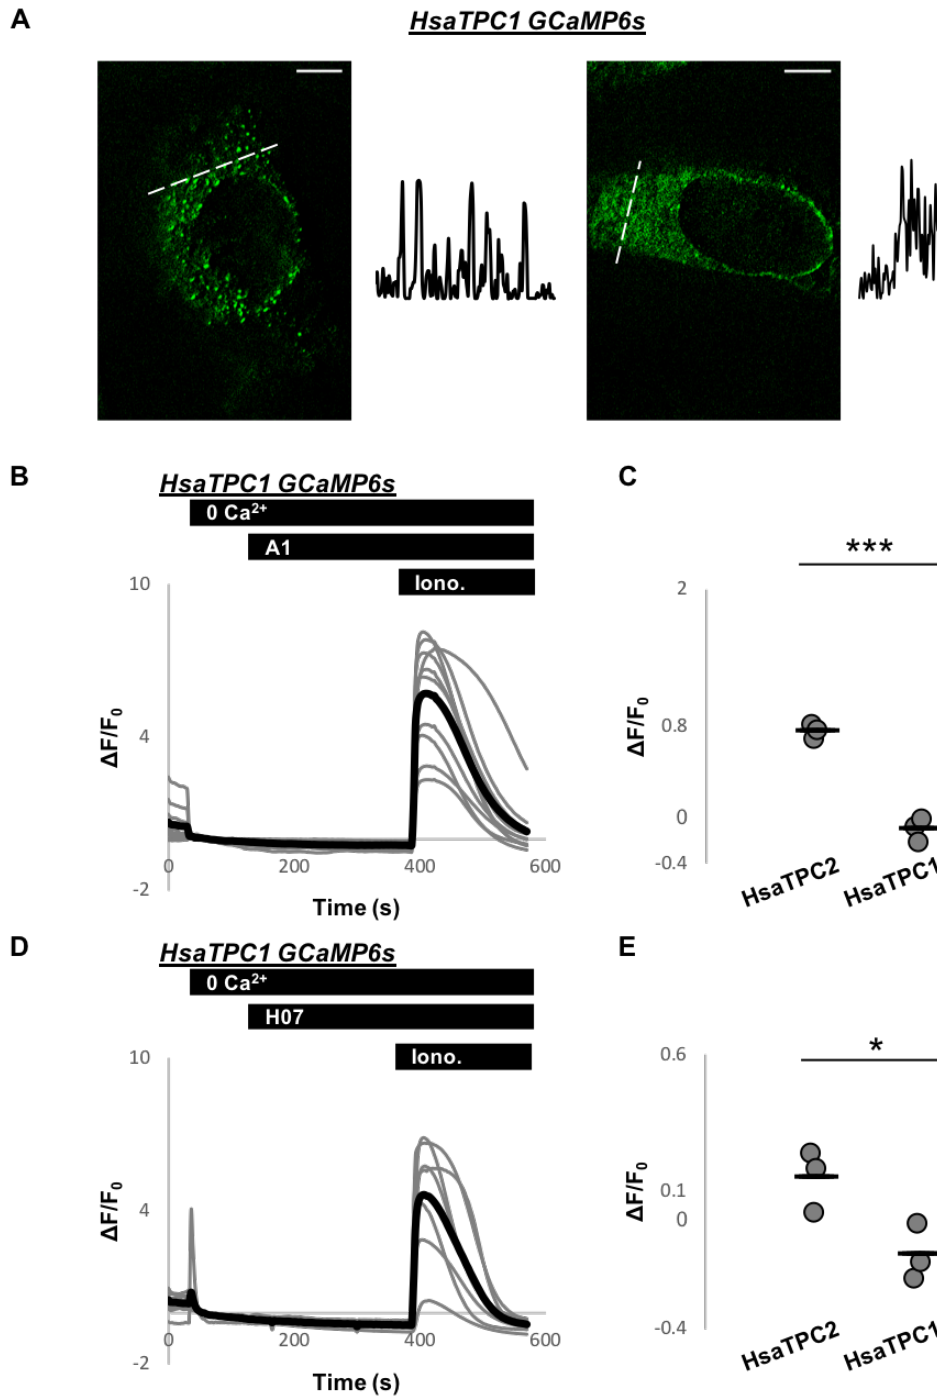 A
HsaTPC1 GCaMP6s
B
HsaTPC1 GCaMP6s
0 Ca²⁺
A1
Iono.
10
4
-2
ΔF/F₀
0
200
400
600
Time (s)
C
***
2
0.8
0
-0.4
ΔF/F₀
HsaTPC2
HsaTPC1
D
HsaTPC1 GCaMP6s
0 Ca²⁺
H07
Iono.
10
4
-2
ΔF/F₀
0
200
400
600
Time (s)
E
*
0.6
0.1
0
-0.4
ΔF/F₀
HsaTPC2
HsaTPC1